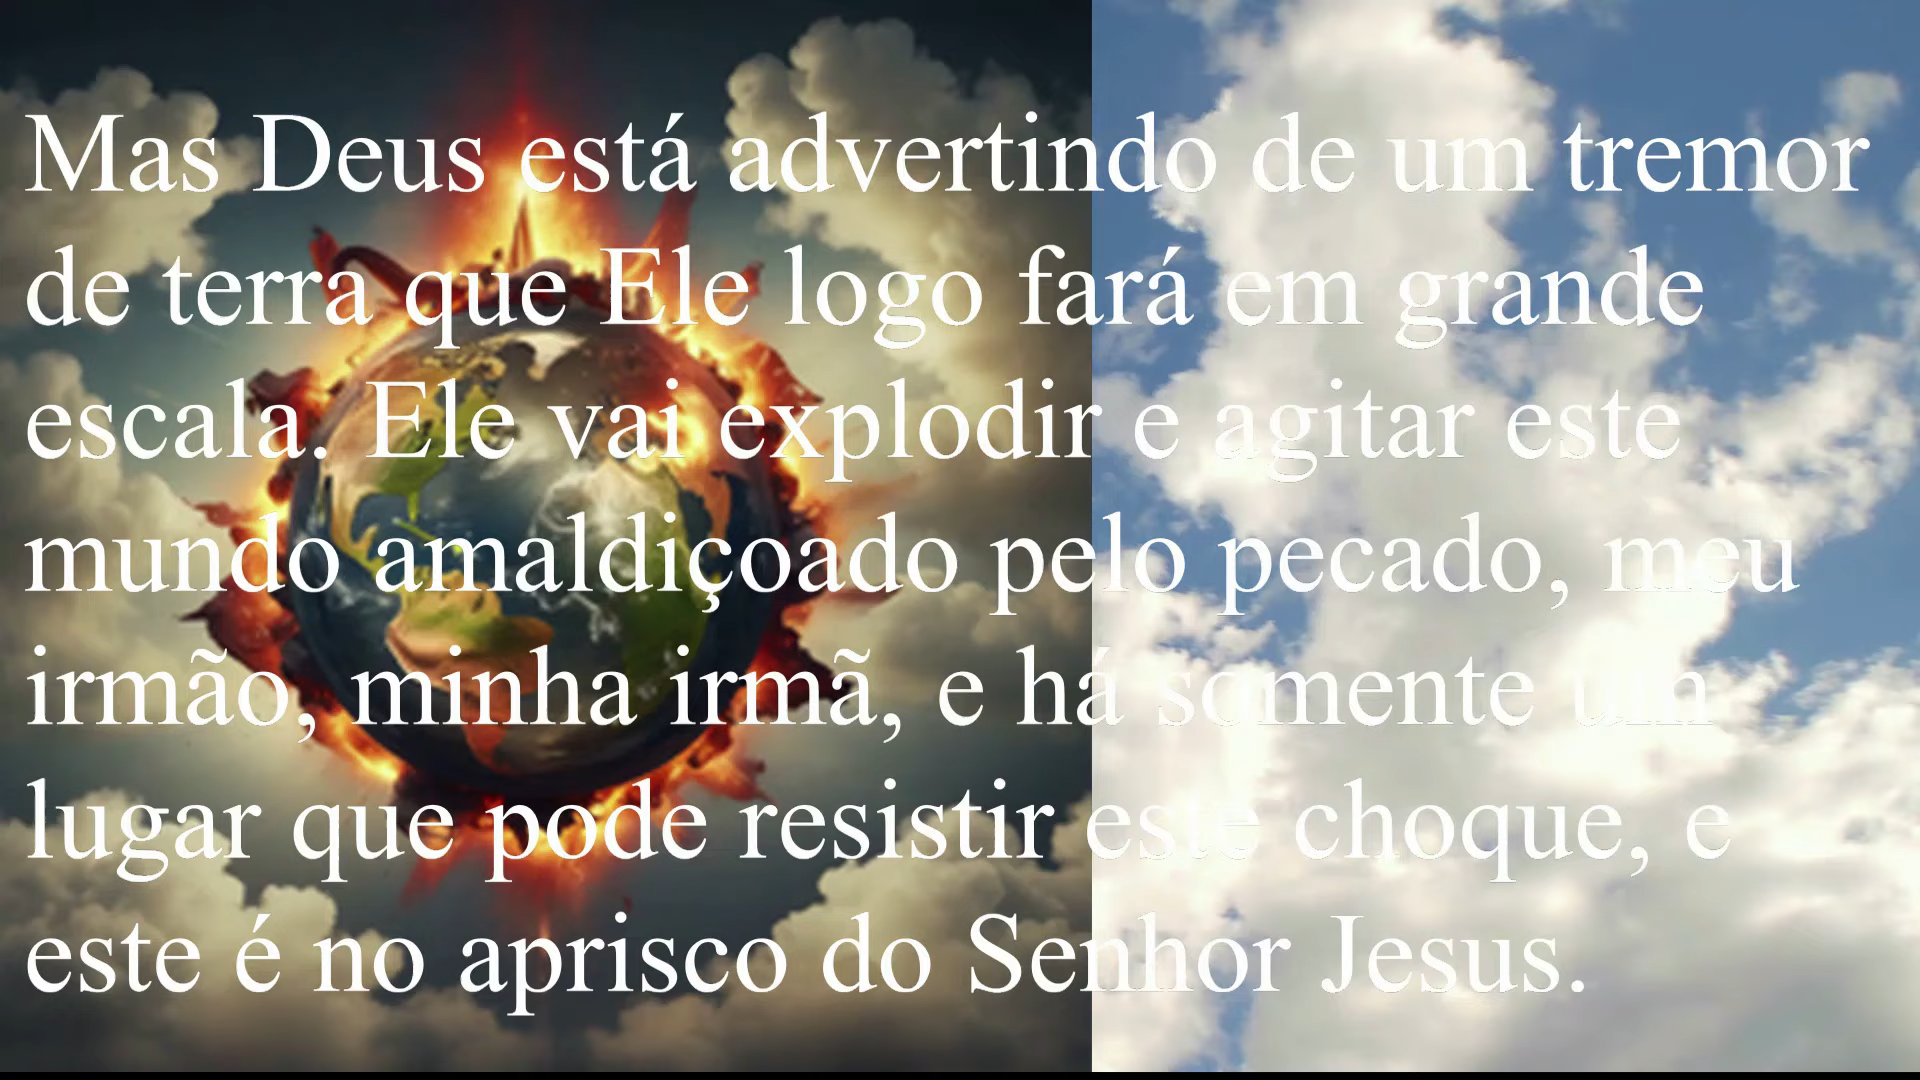 Mas Deus está advertindo de um tremor
de terra que Ele logo fará em grande
escala. Ele vai explodir e agitar este
mundo amaldiçoado pelo pecado, meu
irmão, minha irmã, e há somente um
lugar que pode resistir este choque, e
este é no aprisco do Senhor Jesus.